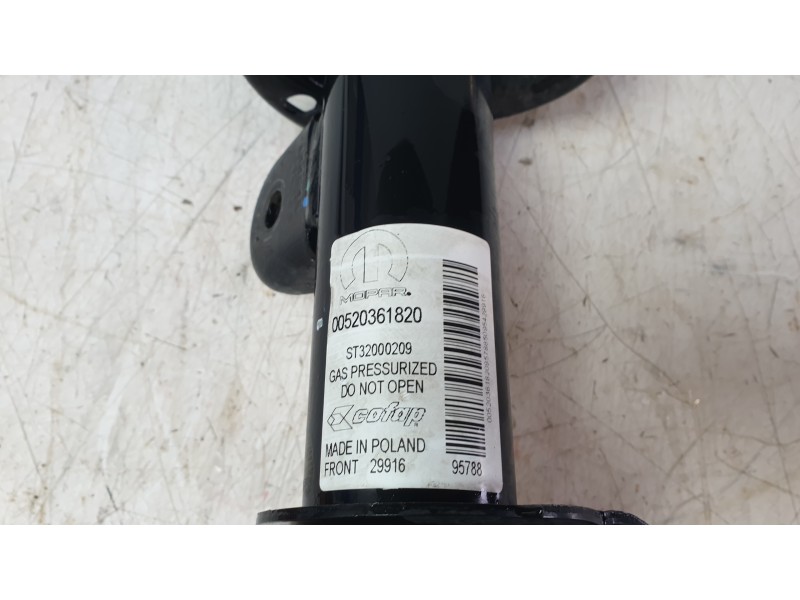 MOPAR
00520361820
ST32000209
GAS PRESSURIZED
DO NOT OPEN
cofap
MADE IN POLAND
FRONT 29916
95788